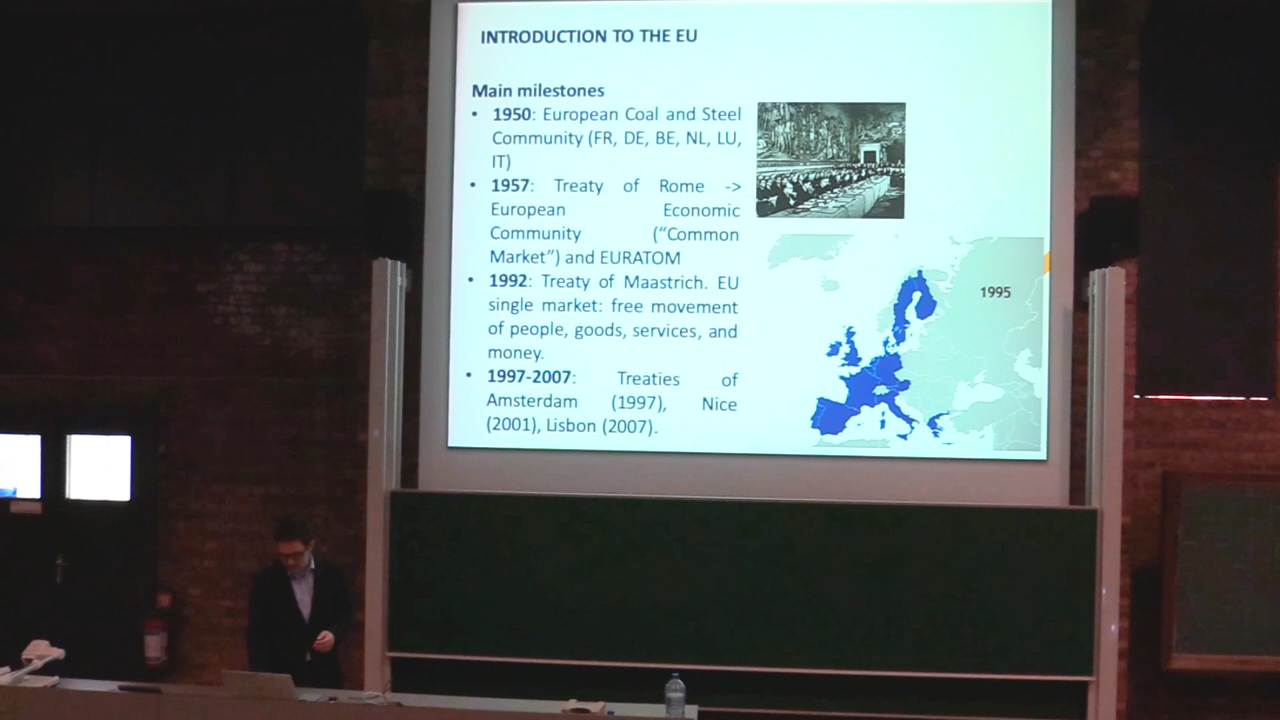 INTRODUCTION TO THE EU
Main milestones
• 1950: European Coal and Steel
Community (FR, DE, BE, NL, LU,
IT)
• 1957: Treaty of Rome ->
European Economic
Community (“Common
Market”) and EURATOM
• 1992: Treaty of Maastrich. EU
single market: free movement
of people, goods, services, and
money.
• 1997-2007: Treaties of
Amsterdam (1997), Nice
(2001), Lisbon (2007).
1995